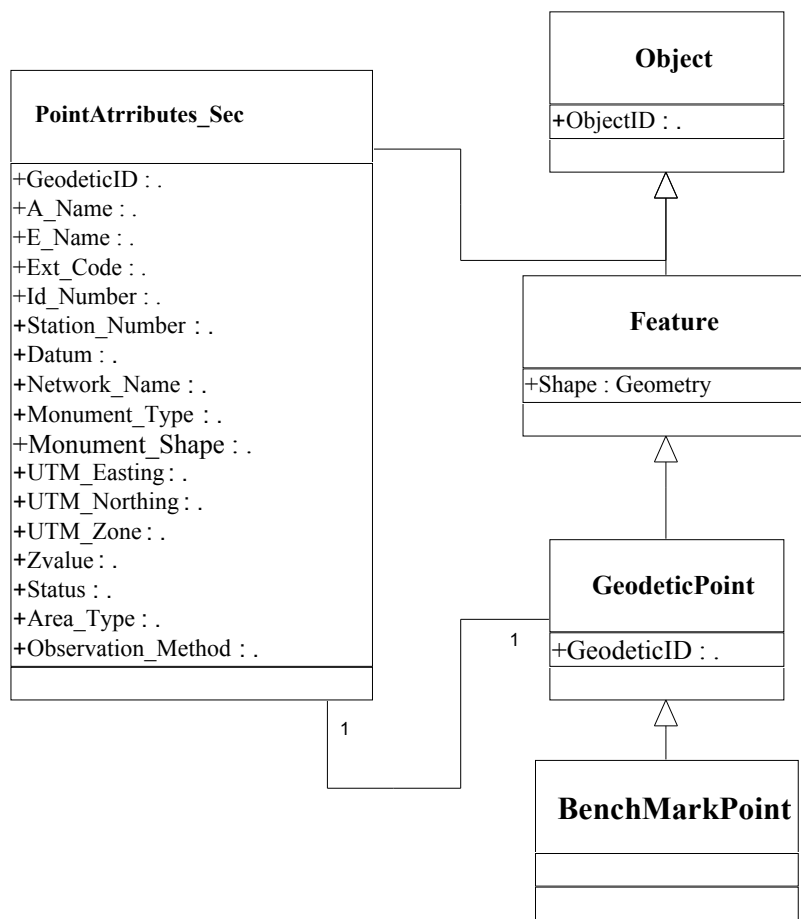 Object
+ObjectID : .
PointAtrributes_Sec
+GeodeticID : .
+A_Name : .
+E_Name : .
+Ext_Code : .
+Id_Number : .
+Station_Number : .
+Datum : .
+Network_Name : .
+Monument_Type : .
+Monument_Shape : .
+UTM_Easting : .
+UTM_Northing : .
+UTM_Zone : .
+Zvalue : .
+Status : .
+Area_Type : .
+Observation_Method : .
Feature
+Shape : Geometry
GeodeticPoint
+GeodeticID : .
1
1
BenchMarkPoint